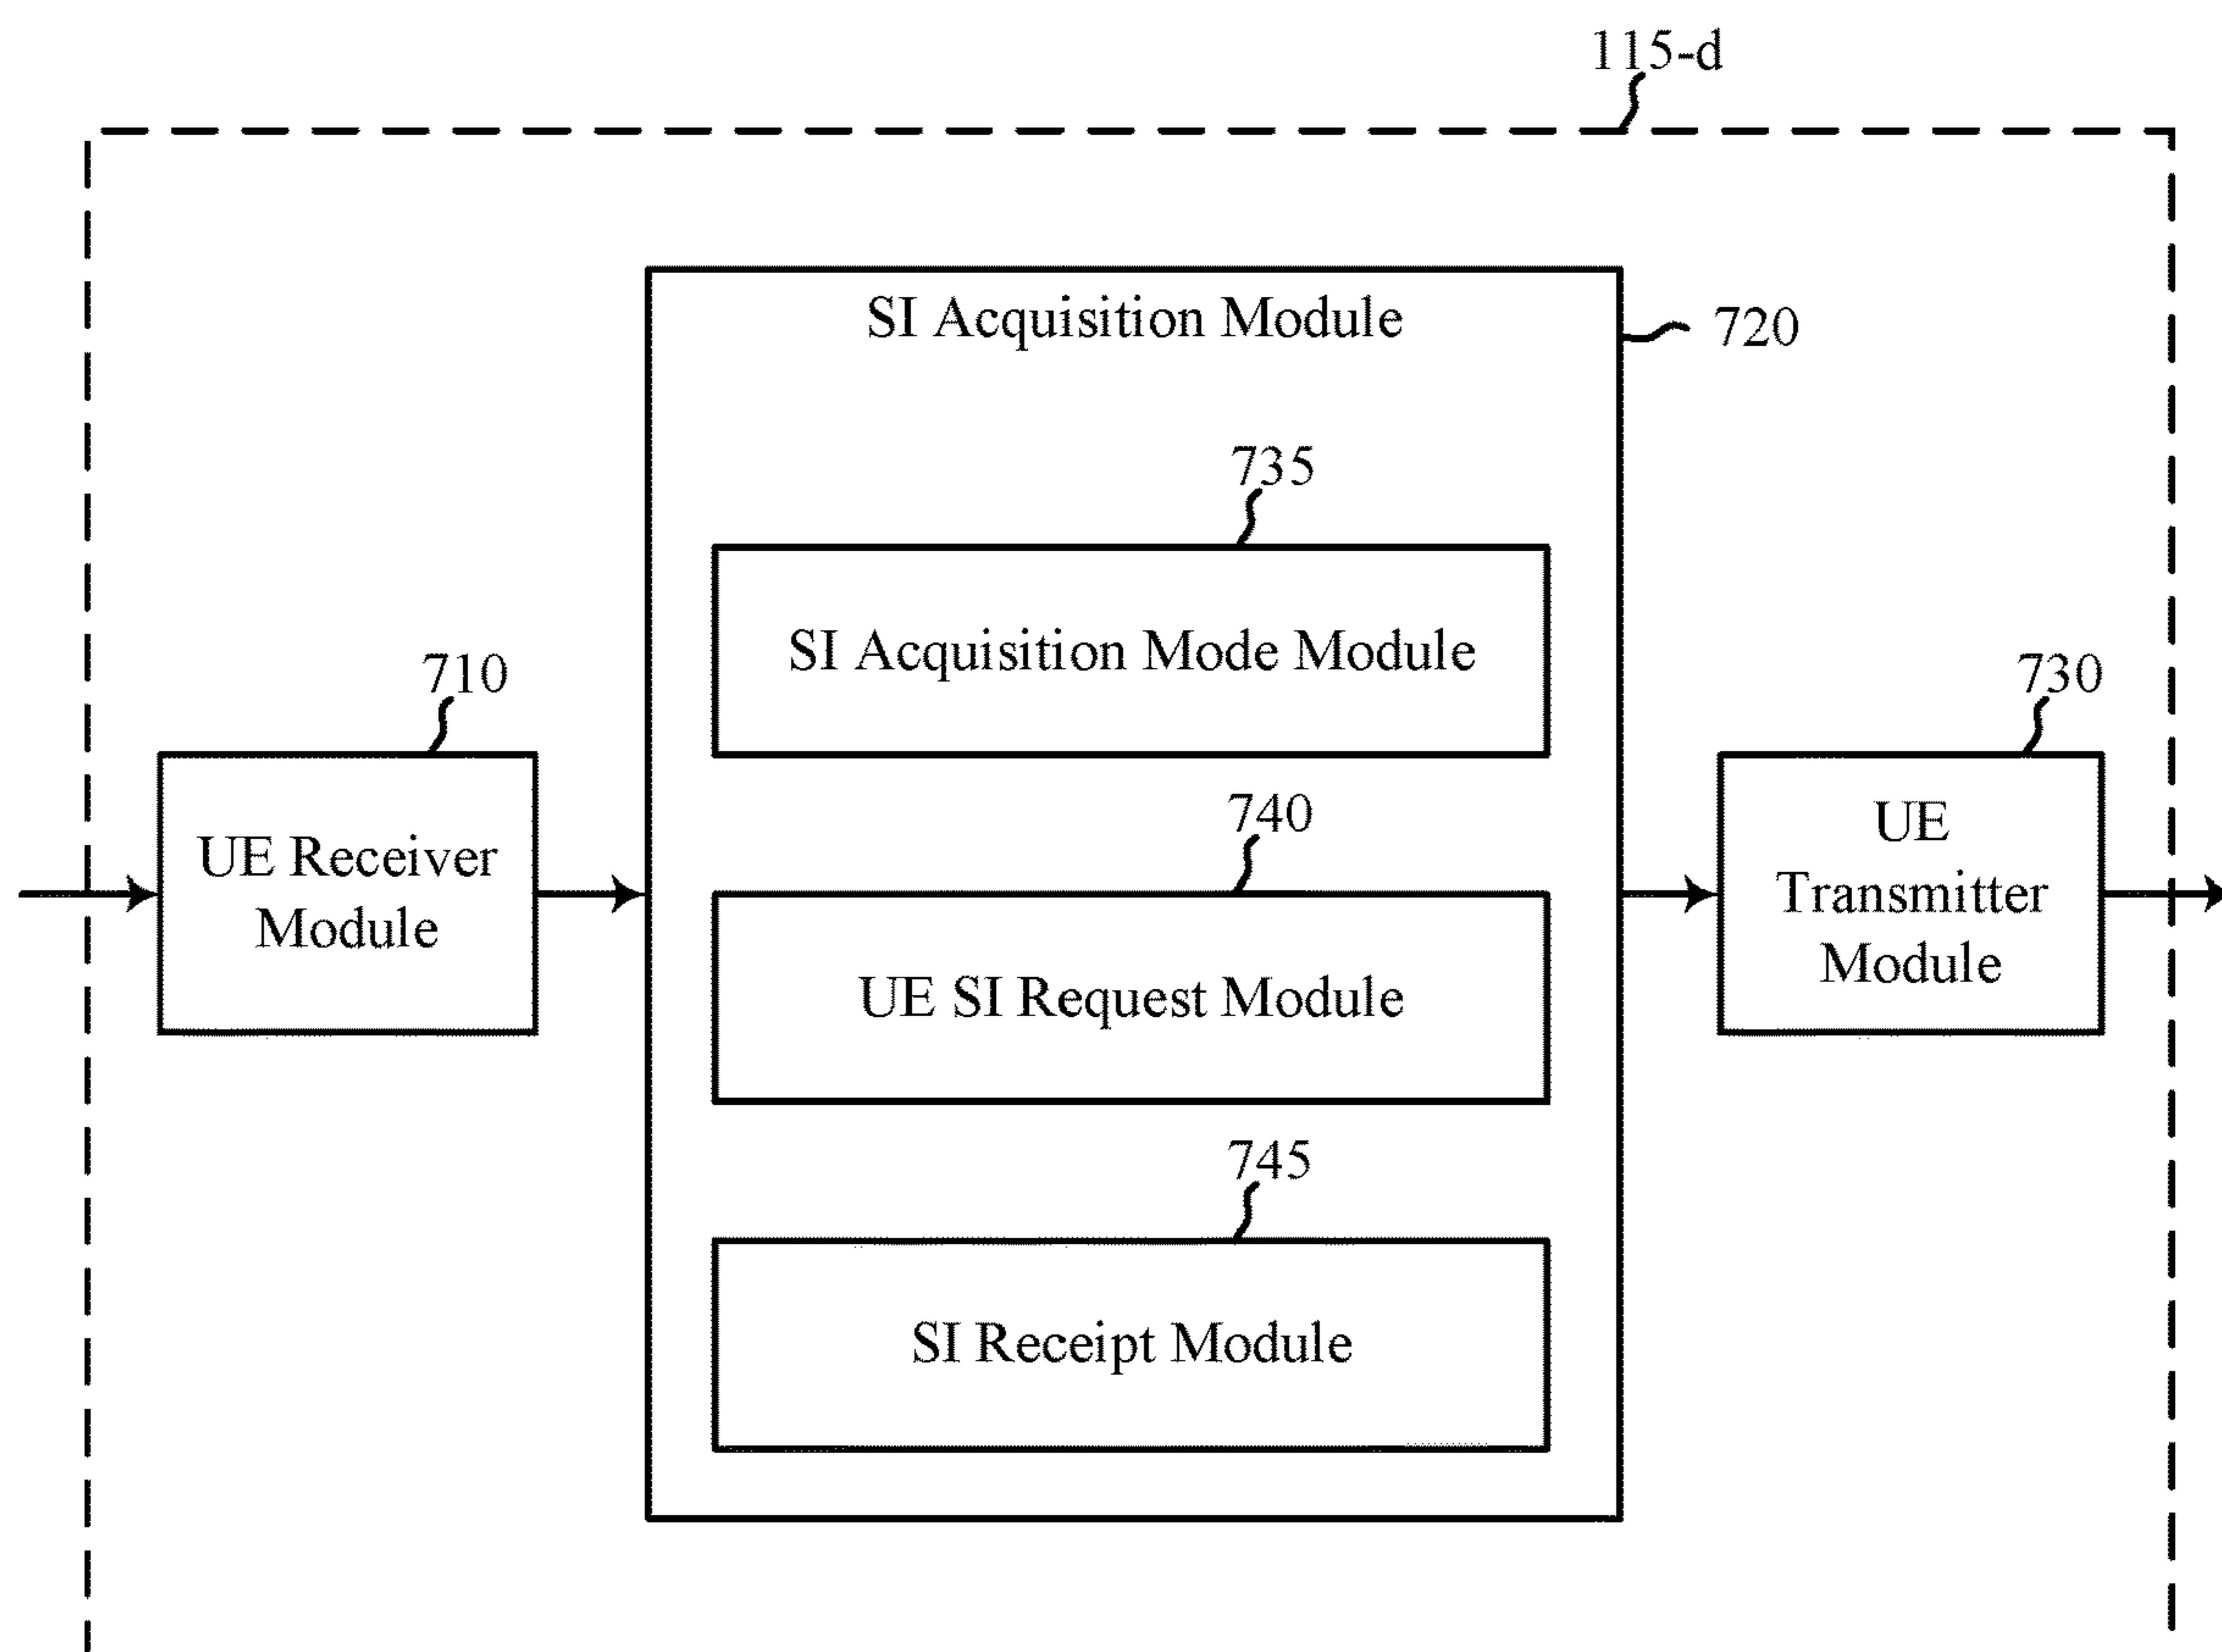 115-d
SI Acquisition Module
720
735
SI Acquisition Mode Module
710
730
UE Receiver
Module
740
UE SI Request Module
UE
Transmitter
Module
745
SI Receipt Module